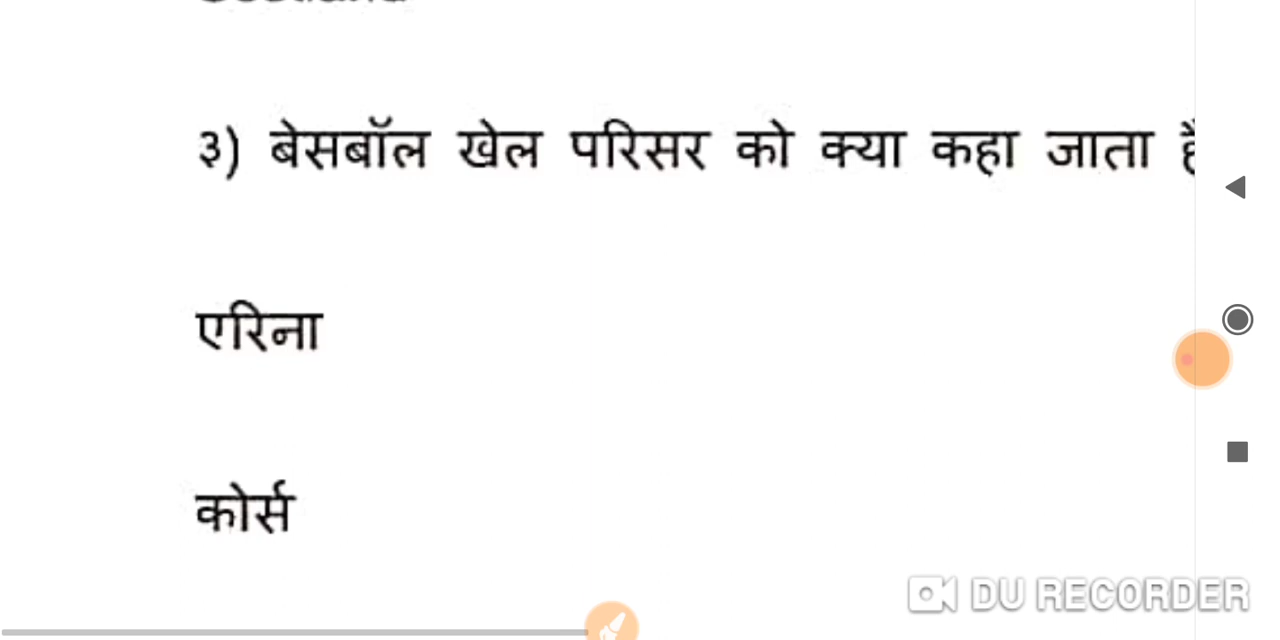 ३) बेसबॉल खेल परिसर को क्या कहा जाता है
एरिना
कोर्स
DU RECORDER